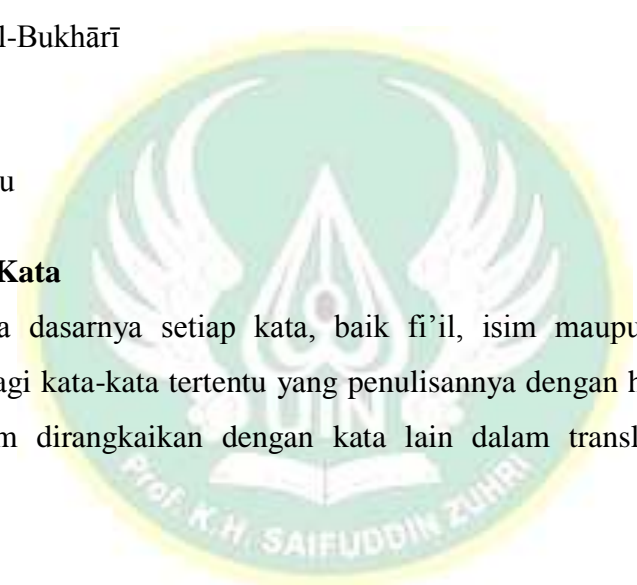 l-Bukhārī
u
Kata
a dasarnya setiap kata, baik fi’il, isim maupu
agi kata-kata tertentu yang penulisannya dengan h
m dirangkaikan dengan kata lain dalam transl
UIN
Prof. K.H. SAIFUDDIN ZUHRI